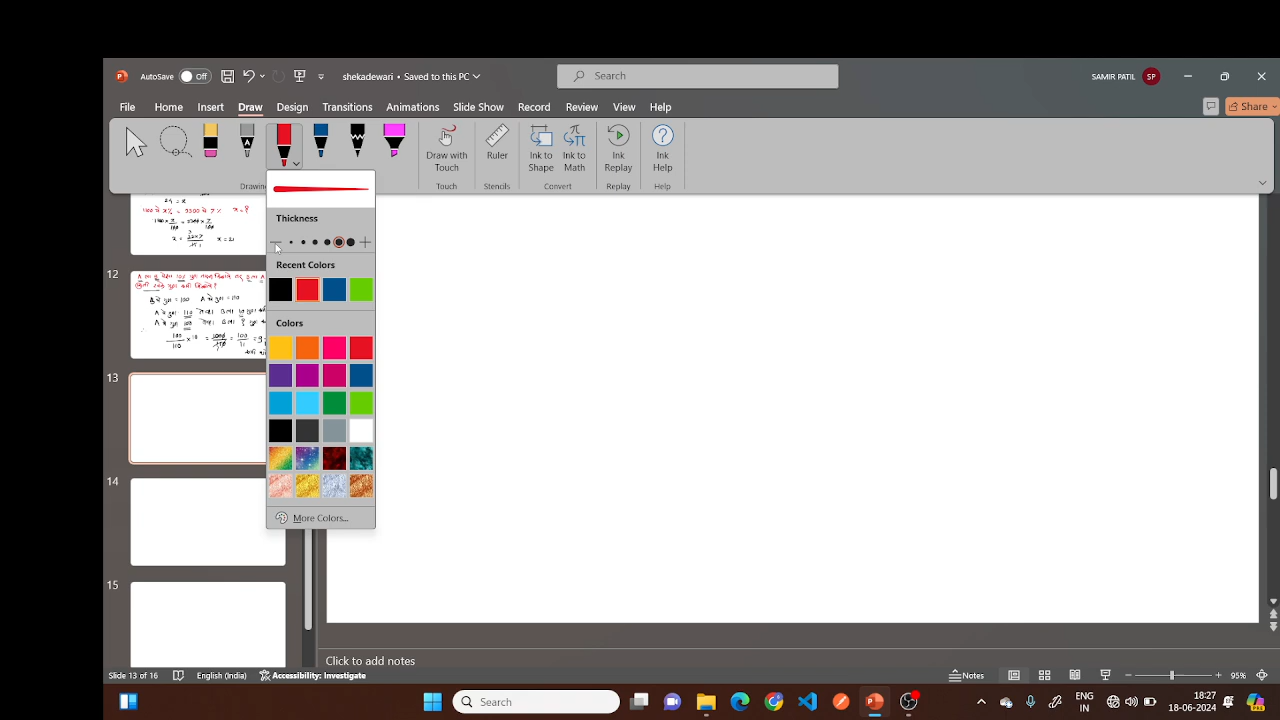 AutoSave Off shekadewari • Saved to this PC Search SAMIR PATIL SP
File Home Insert Draw Design Transitions Animations Slide Show Record Review View Help Share
A
Draw with Touch Ruler Ink to Shape Ink to Math Ink Replay Ink Help
Touch Stencils Convert Replay Help
Thickness
Recent Colors
Colors
More Colors...
x = ?
12
13
14
15
Click to add notes
Slide 13 of 16 English (India) Accessibility: Investigate Notes 95%
Search ENG IN 18:27 18-06-2024